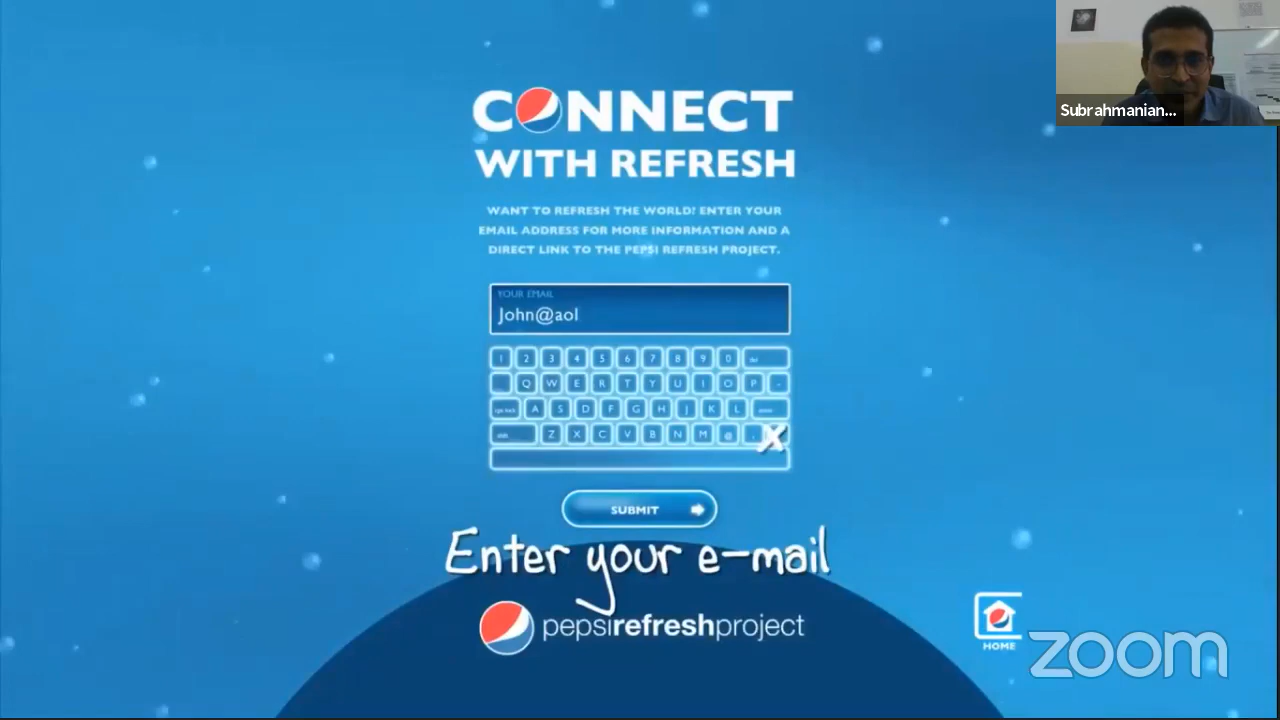 CONNECT
WITH REFRESH
WANT TO REFRESH THE WORLD? ENTER YOUR
EMAIL ADDRESS FOR MORE INFORMATION AND A
DIRECT LINK TO THE PEPSI REFRESH PROJECT.
YOUR EMAIL
John@aol
1 2 3 4 5 6 7 8 9 0
Q W E R T Y U I O P -
A S D F G H J K L
Z X C V B N M @ .
SUBMIT
Enter your e-mail
pepsirefreshproject
HOME
zoom
Subrahmanian...